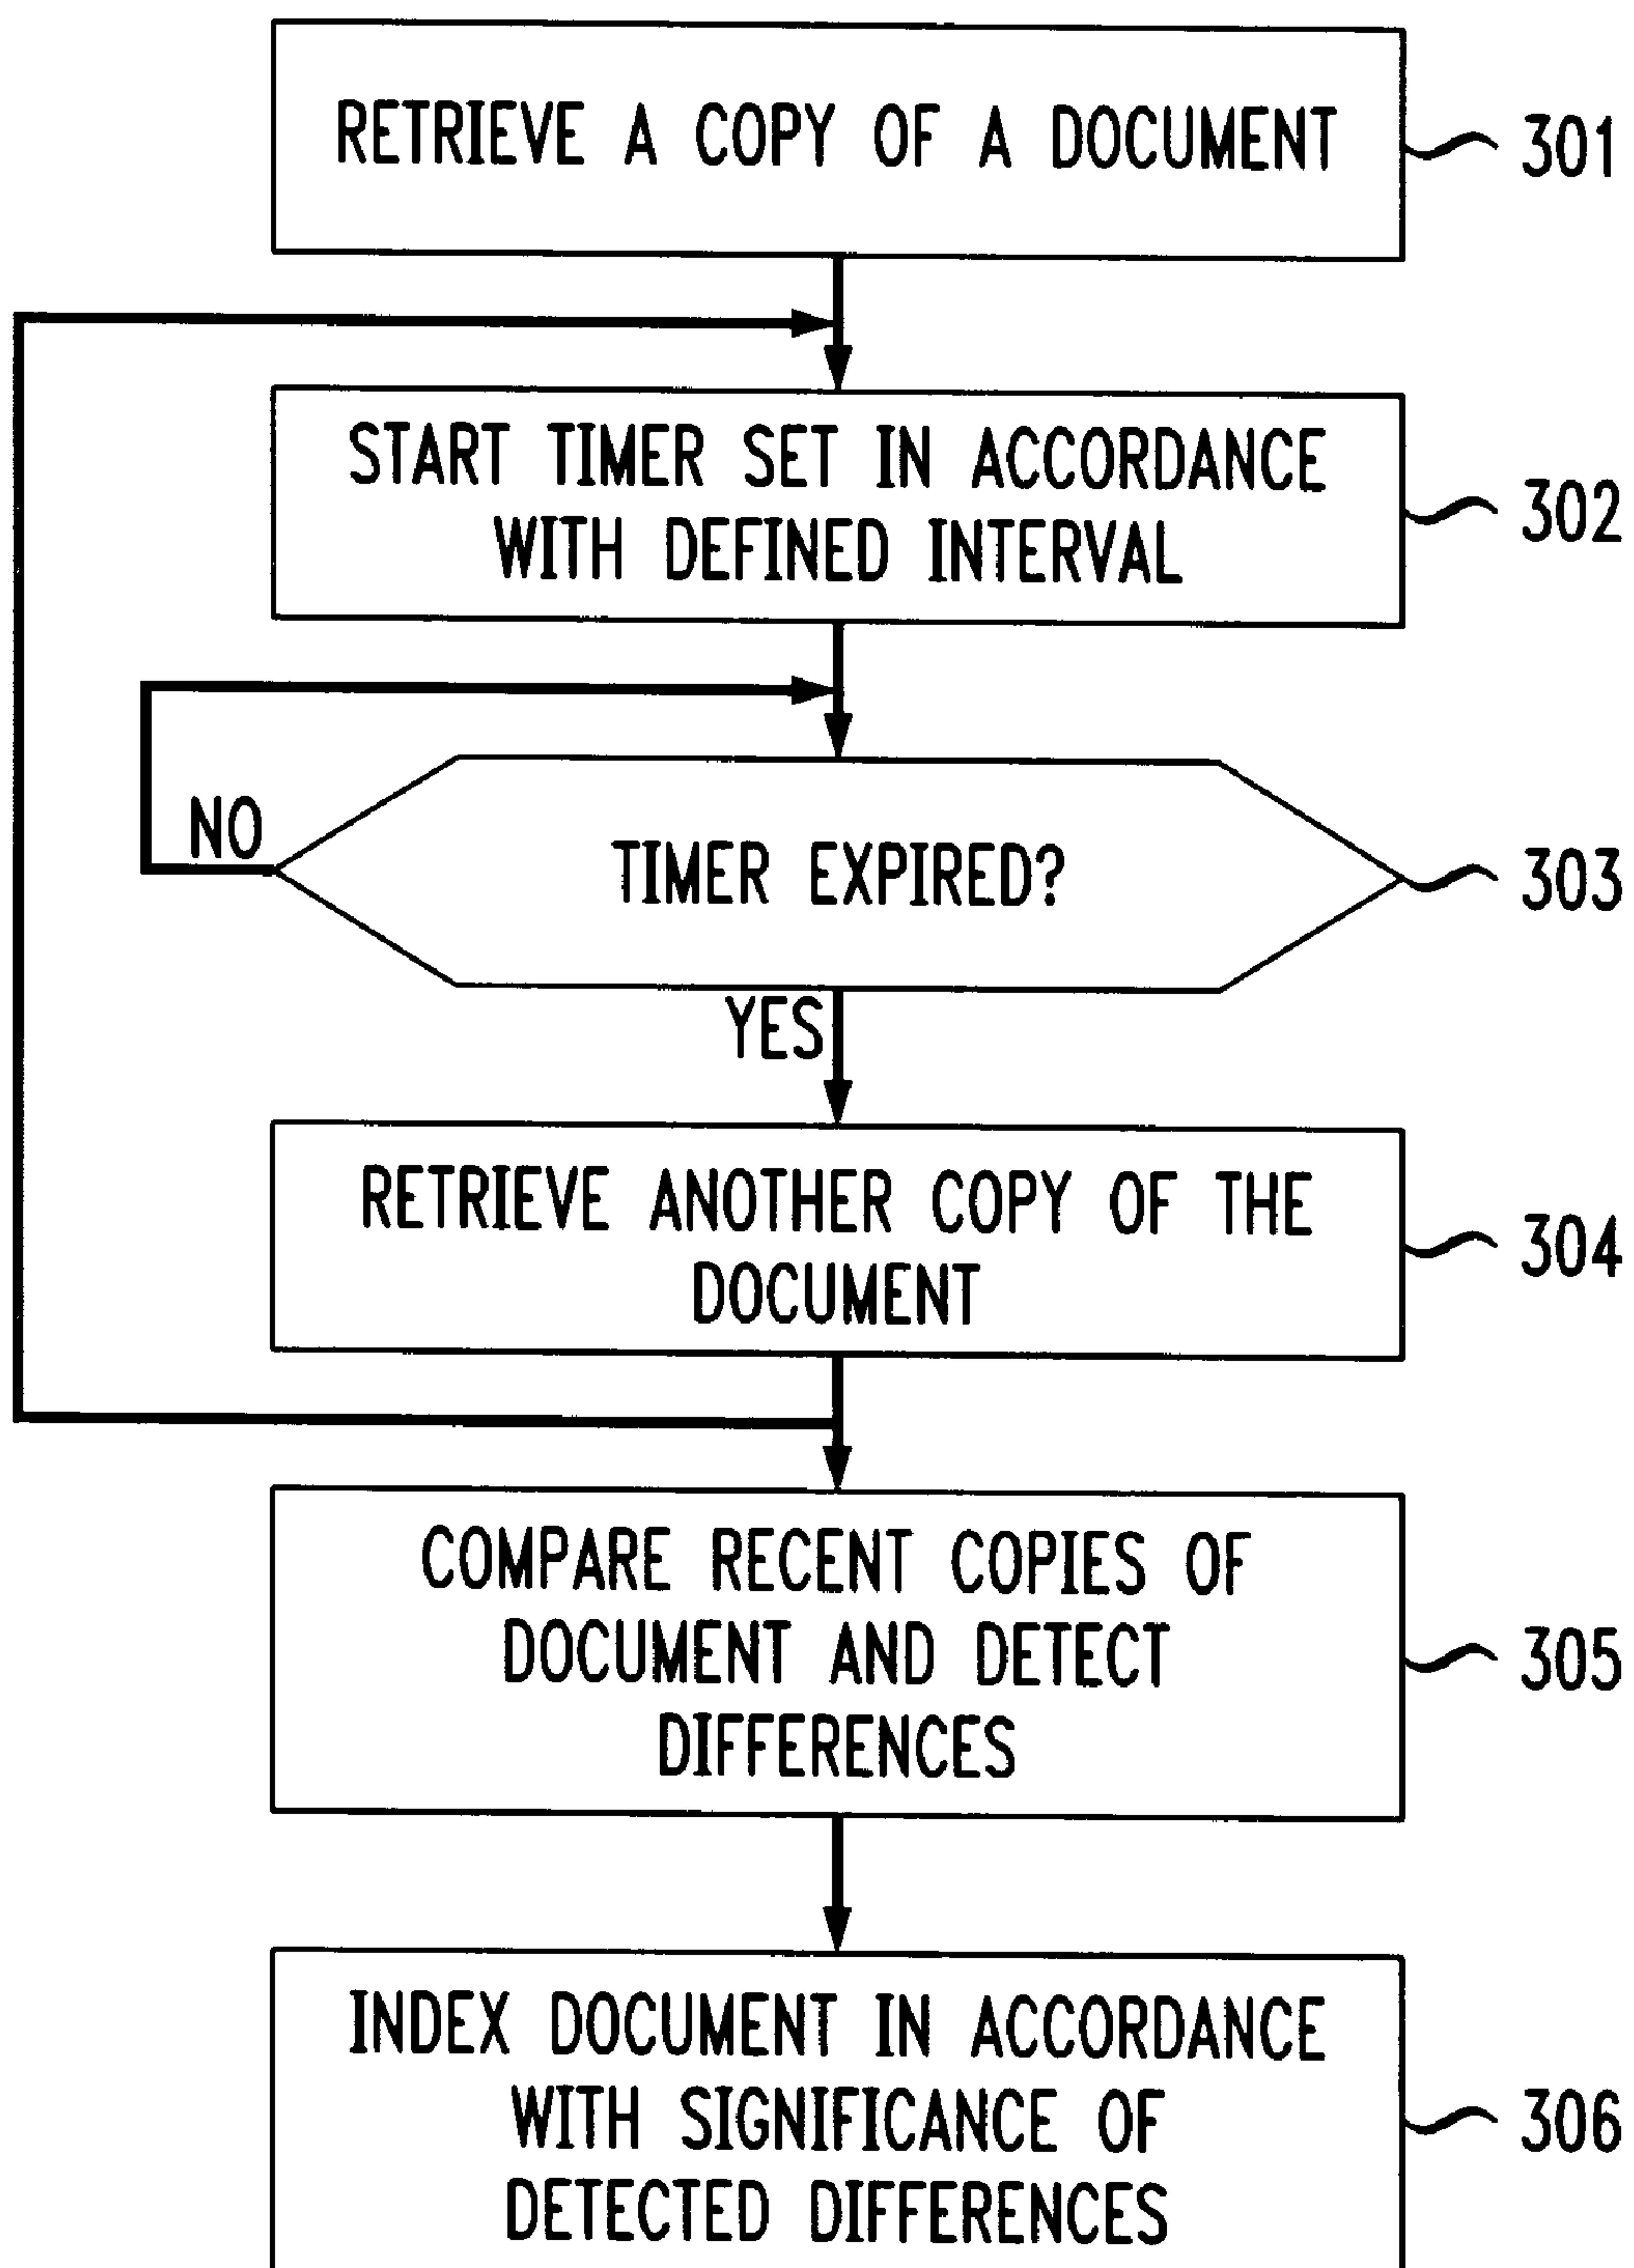 RETRIEVE A COPY OF A DOCUMENT
301
START TIMER SET IN ACCORDANCE
WITH DEFINED INTERVAL
302
NO
TIMER EXPIRED?
303
YES
RETRIEVE ANOTHER COPY OF THE
DOCUMENT
304
COMPARE RECENT COPIES OF
DOCUMENT AND DETECT
DIFFERENCES
305
INDEX DOCUMENT IN ACCORDANCE
WITH SIGNIFICANCE OF
DETECTED DIFFERENCES
306